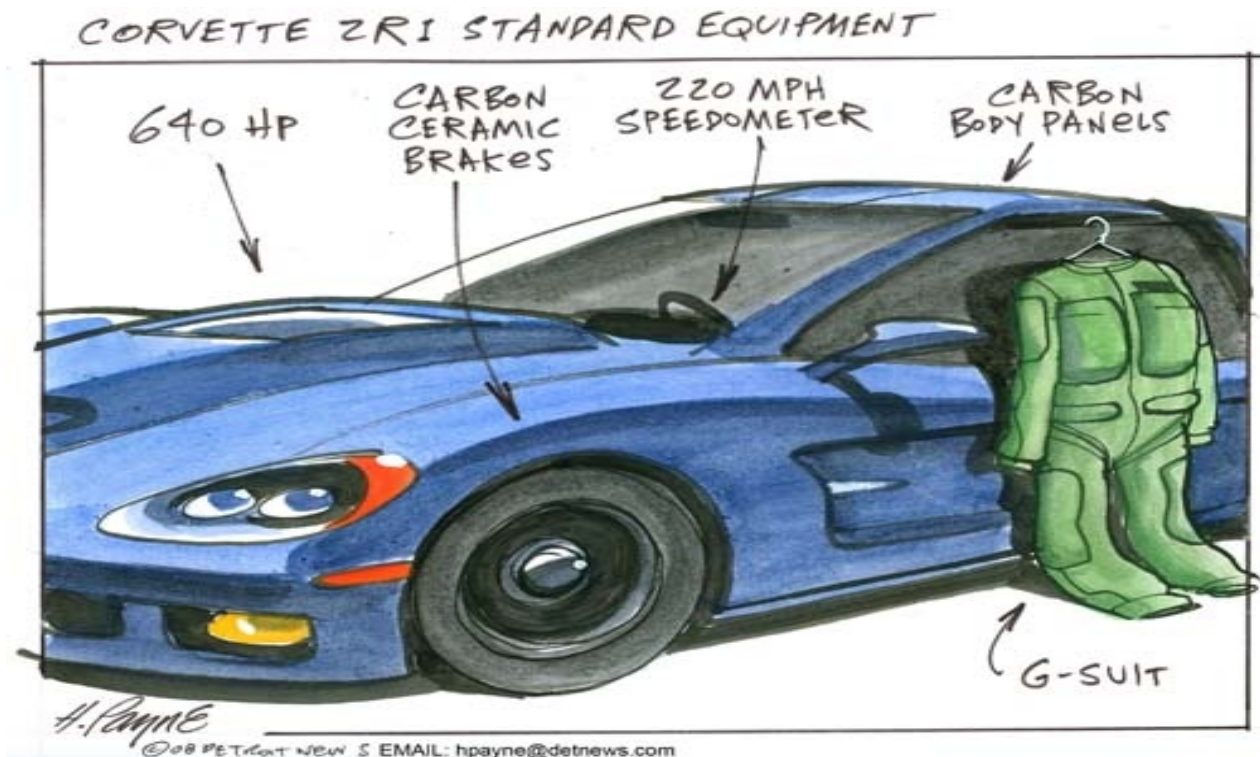 CORVETTE ZR1 STANDARD EQUIPMENT
640 HP
CARBON
CERAMIC
BRAKES
220 MPH
SPEEDOMETER
CARBON
BODY PANELS
G-SUIT
H. Payne
©08 DETROIT NEWS EMAIL: hpayne@detnews.com